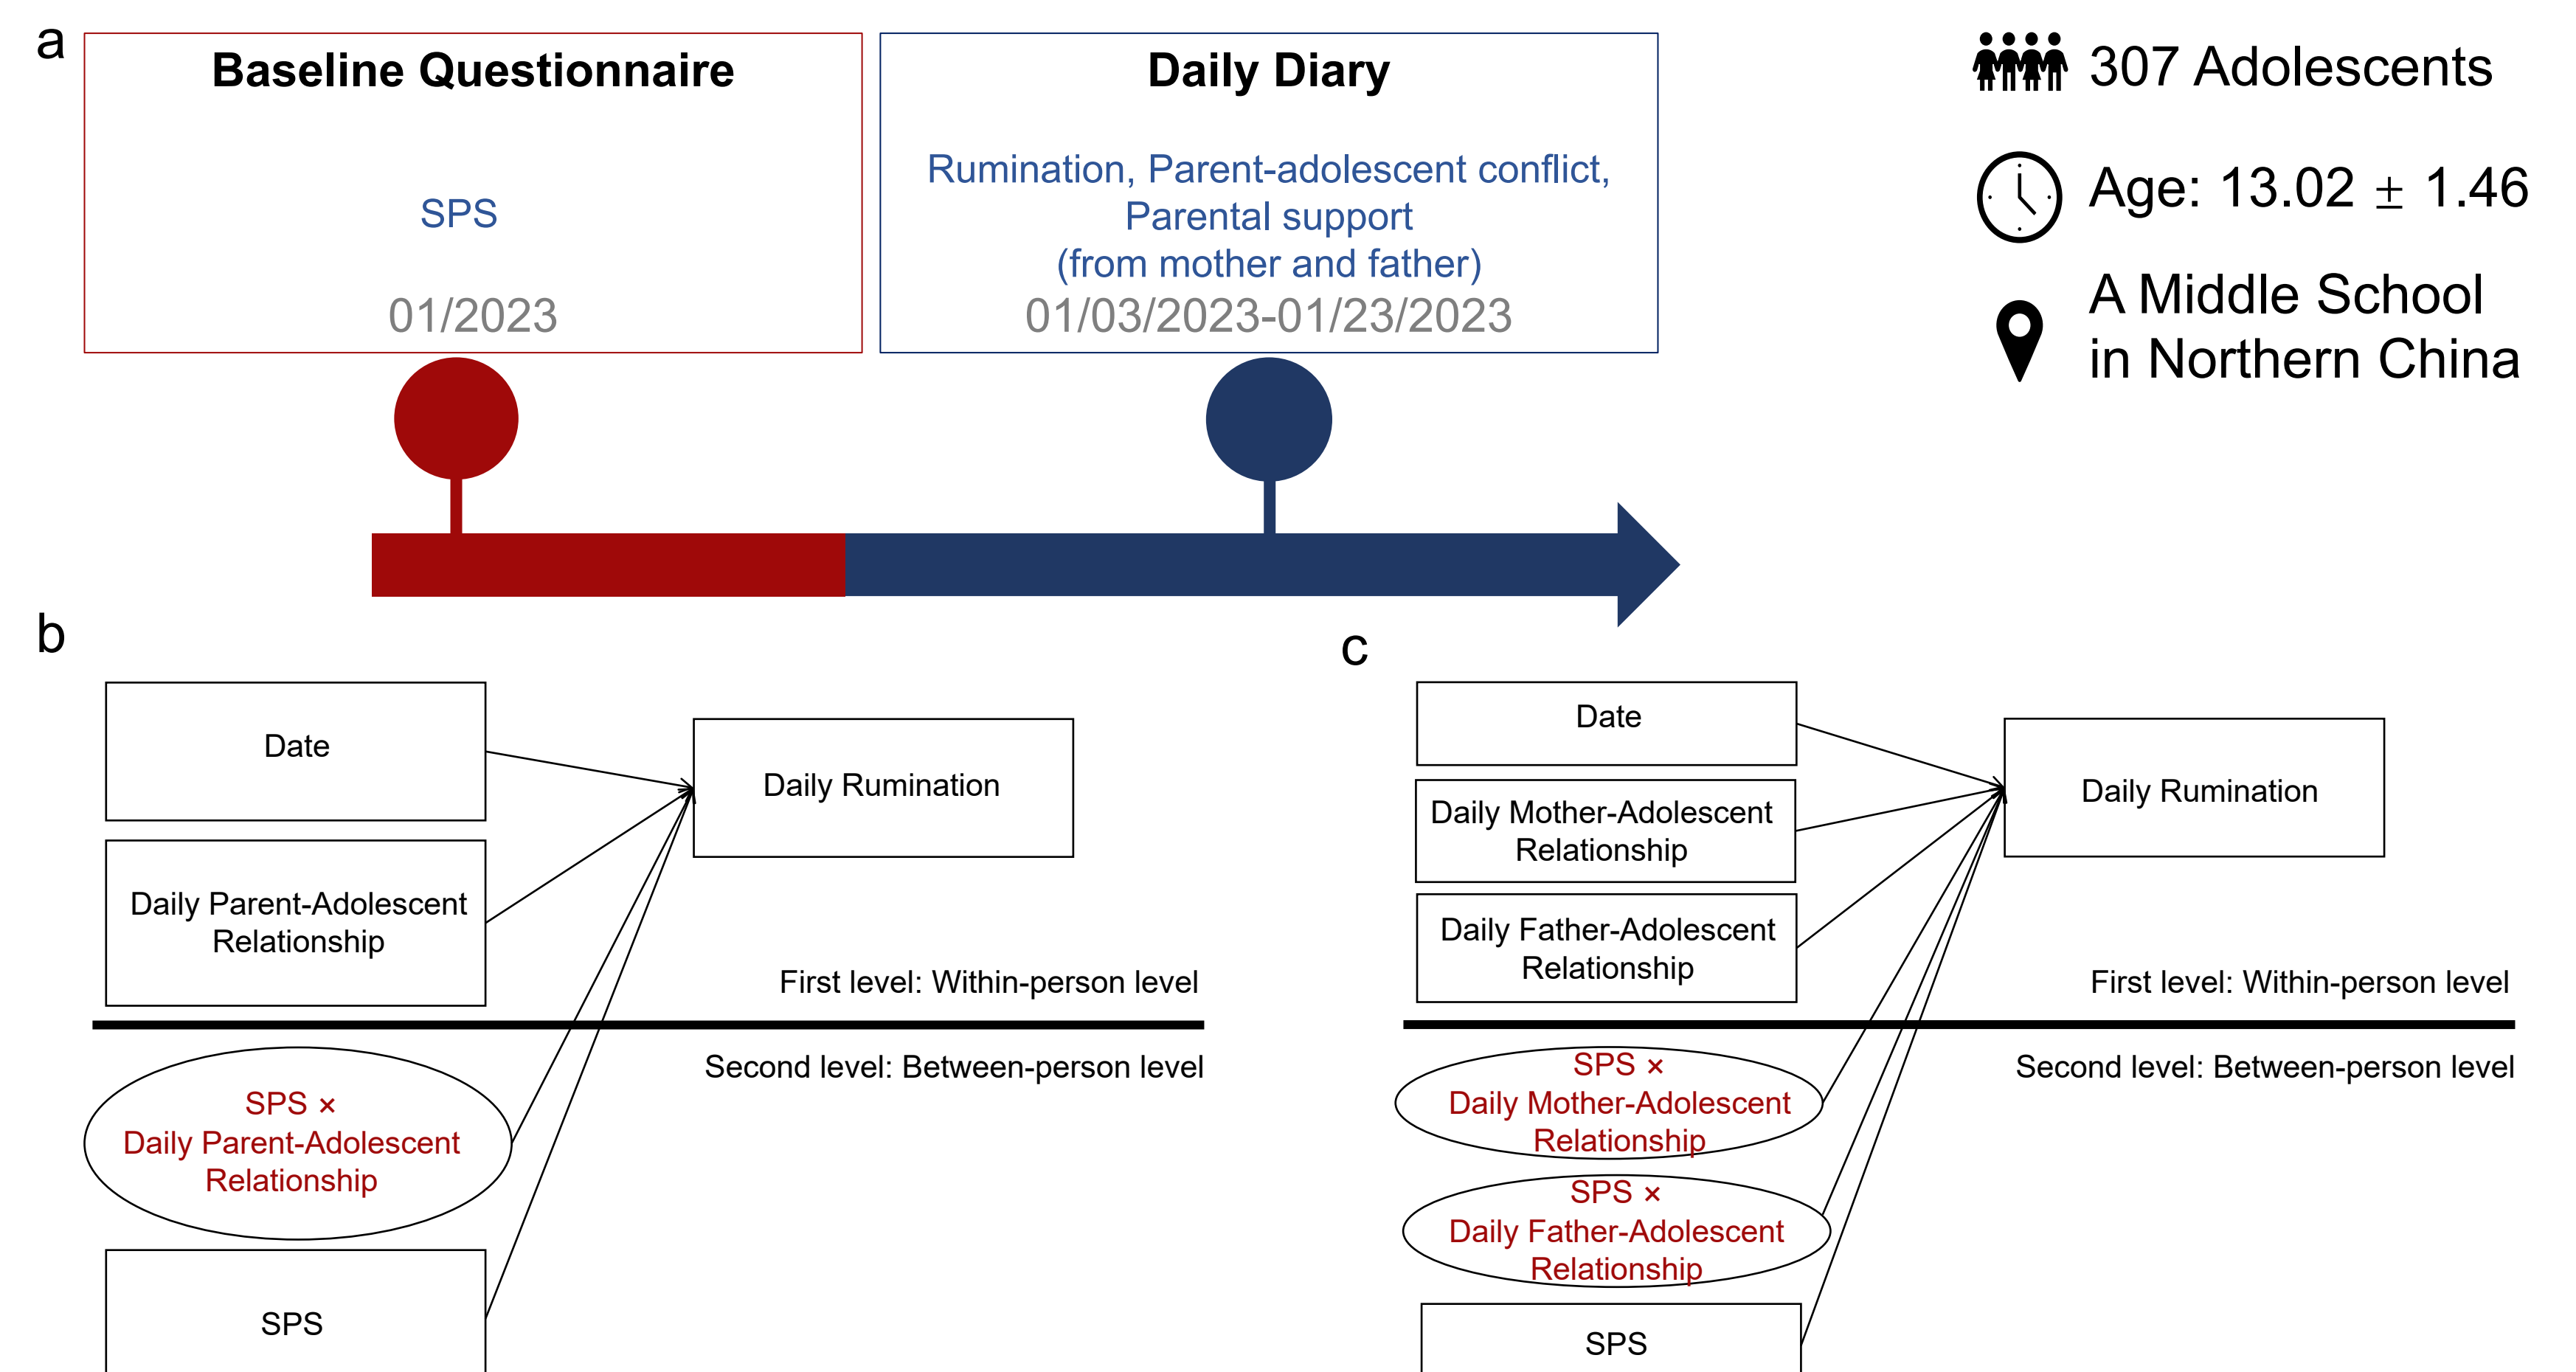 a
Baseline Questionnaire
SPS
01/2023
Daily Diary
Rumination, Parent-adolescent conflict,
Parental support
(from mother and father)
01/03/2023-01/23/2023
307 Adolescents
Age: 13.02 ± 1.46
A Middle School
in Northern China
b
Date
Daily Rumination
Daily Parent-Adolescent
Relationship
First level: Within-person level
Second level: Between-person level
SPS ×
Daily Parent-Adolescent
Relationship
SPS
c
Date
Daily Rumination
Daily Mother-Adolescent
Relationship
Daily Father-Adolescent
Relationship
First level: Within-person level
Second level: Between-person level
SPS ×
Daily Mother-Adolescent
Relationship
SPS ×
Daily Father-Adolescent
Relationship
SPS